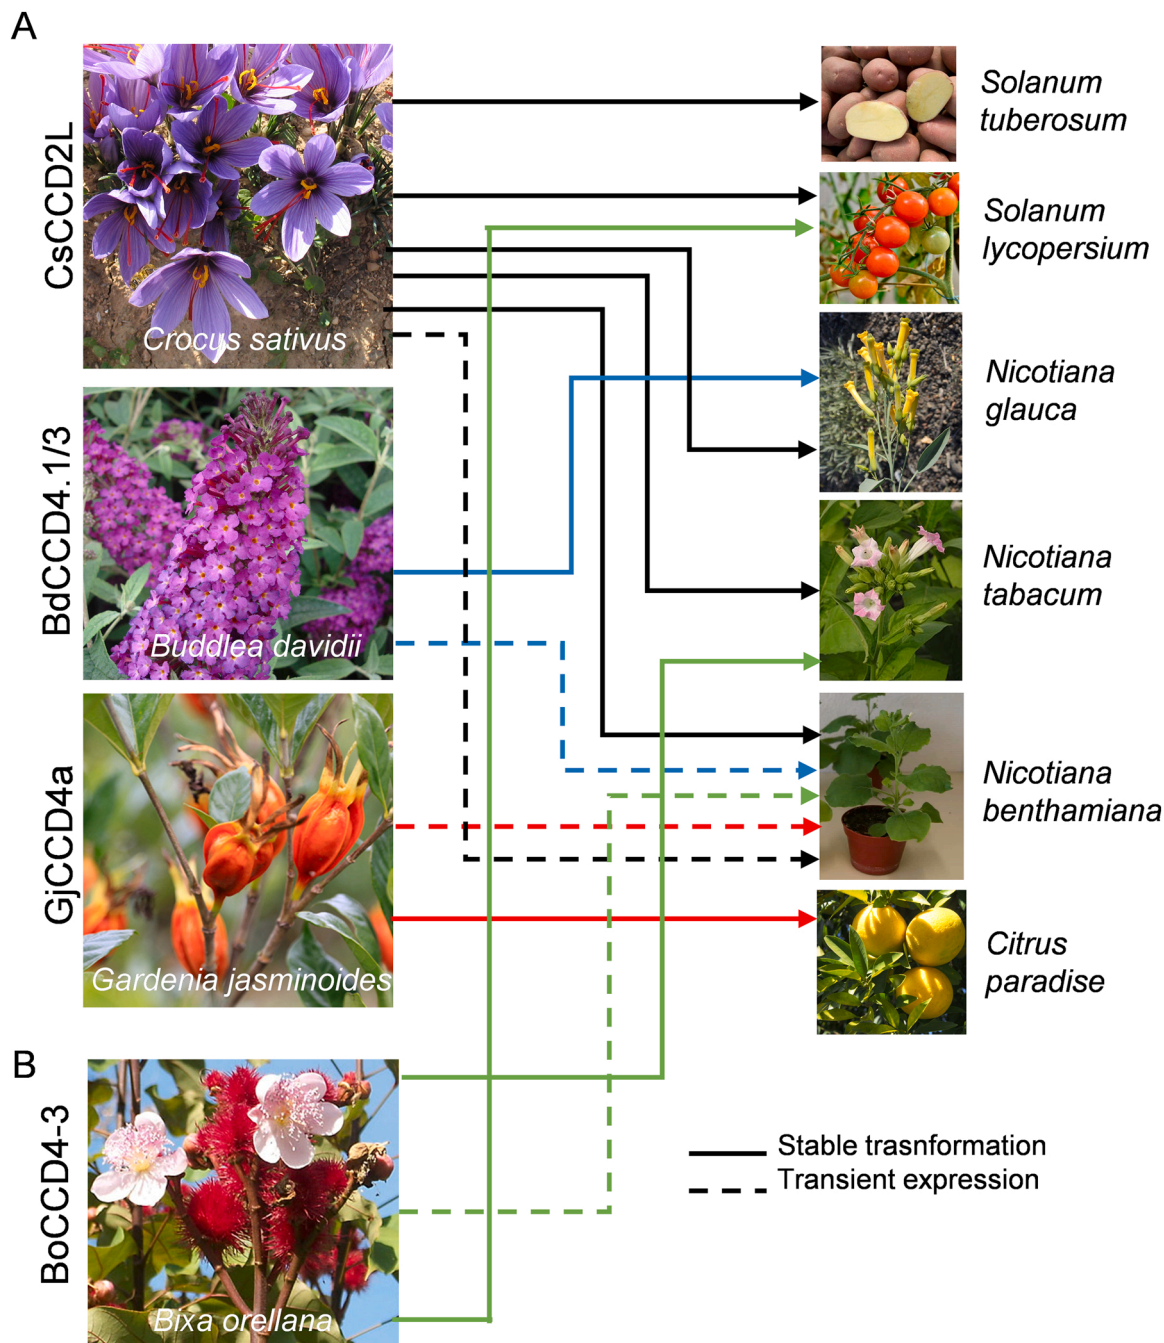 A
CsCCD2L
Crocus sativus
BdCCD4.1/3
Buddlea davidii
GjCCD4a
Gardenia jasminoides
Solanum
tuberosum
Solanum
lycopersium
Nicotiana
glauca
Nicotiana
tabacum
Nicotiana
benthamiana
Citrus
paradise
B
BoCCD4-3
Bixa orellana
Stable trasnformation
Transient expression